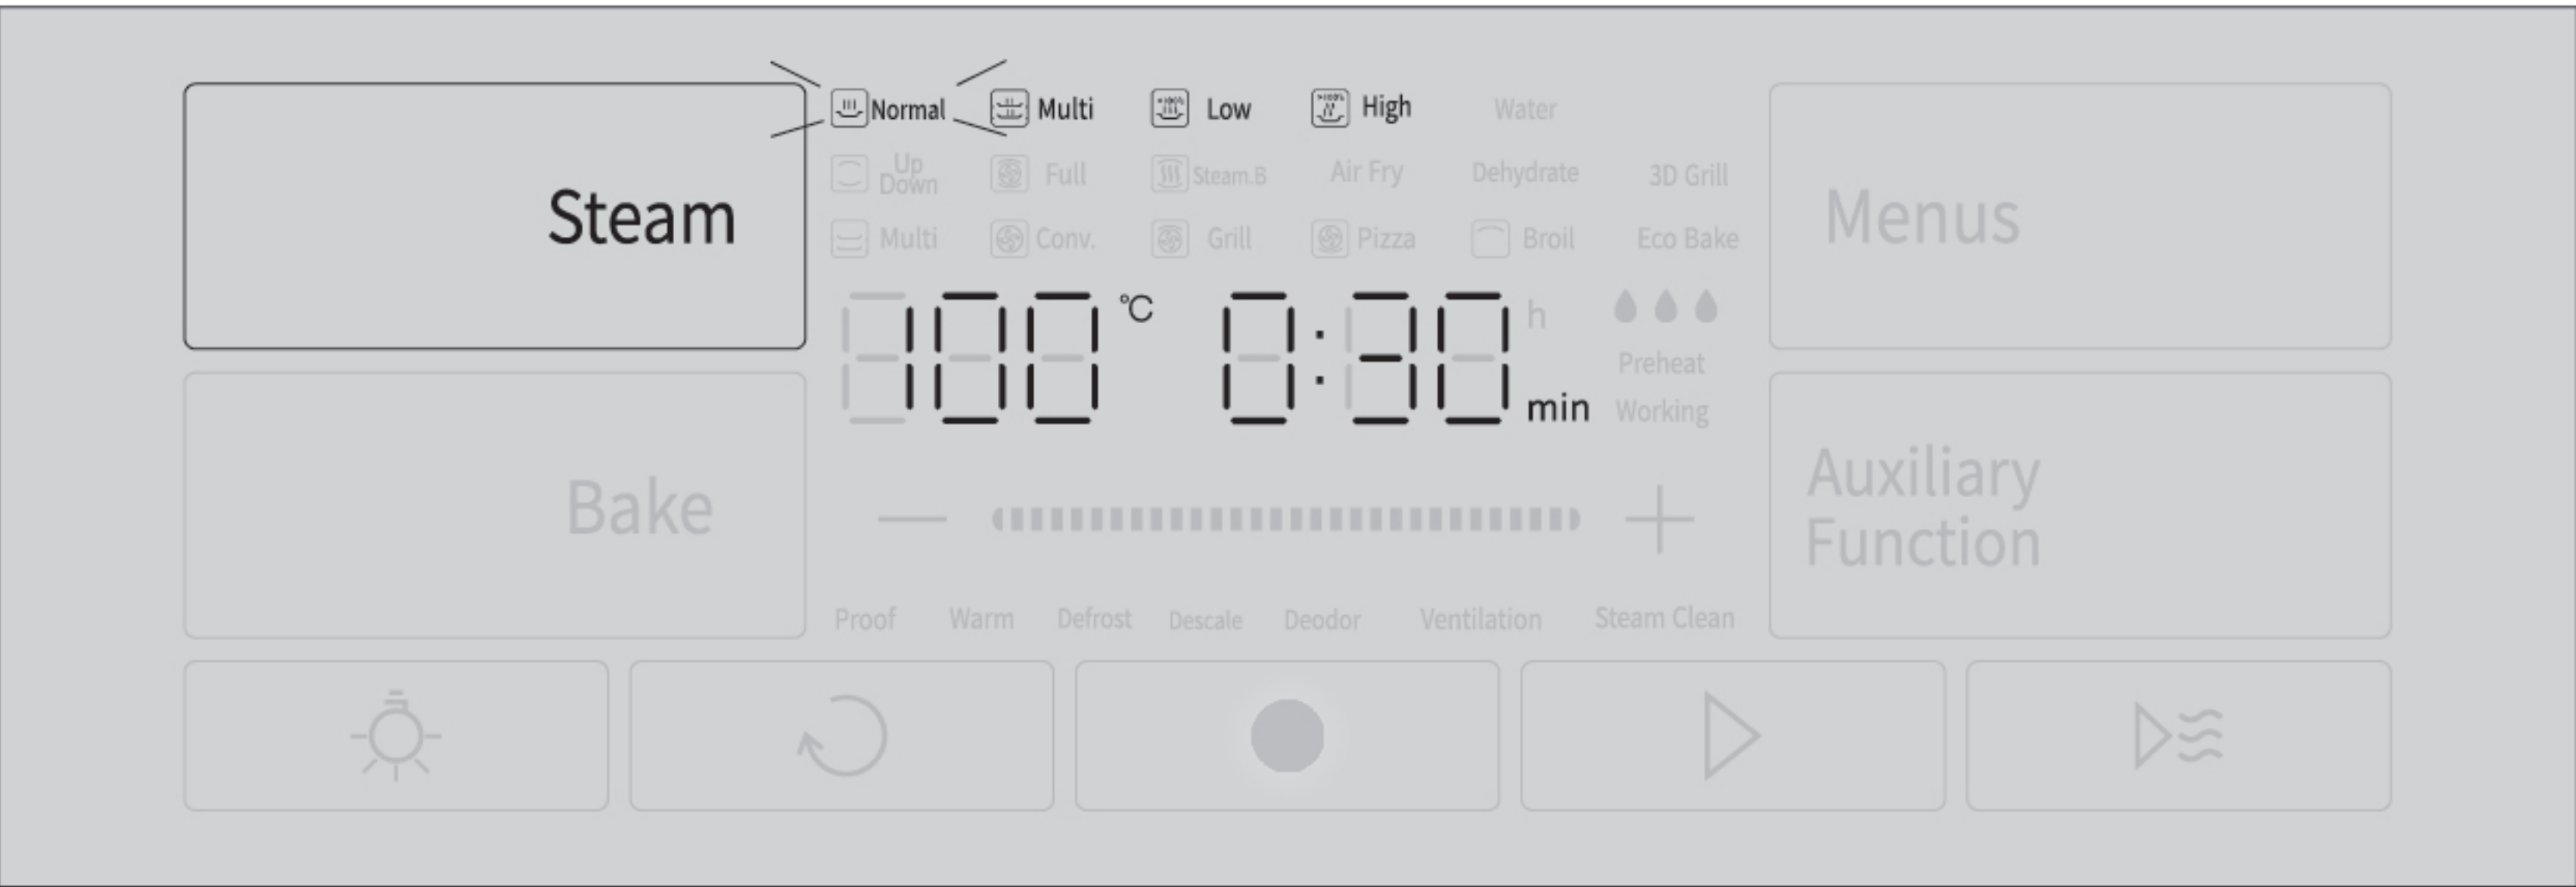 Normal Multi Low High Water
Up Down Full Steam.B Air Fry Dehydrate 3D Grill
Steam
Menus
Multi Conv. Grill Pizza Broil Eco Bake
100 ℃ 0:30 h min
Preheat
Working
Bake
Auxiliary
Function
Proof Warm Defrost Descale Deodor Ventilation Steam Clean